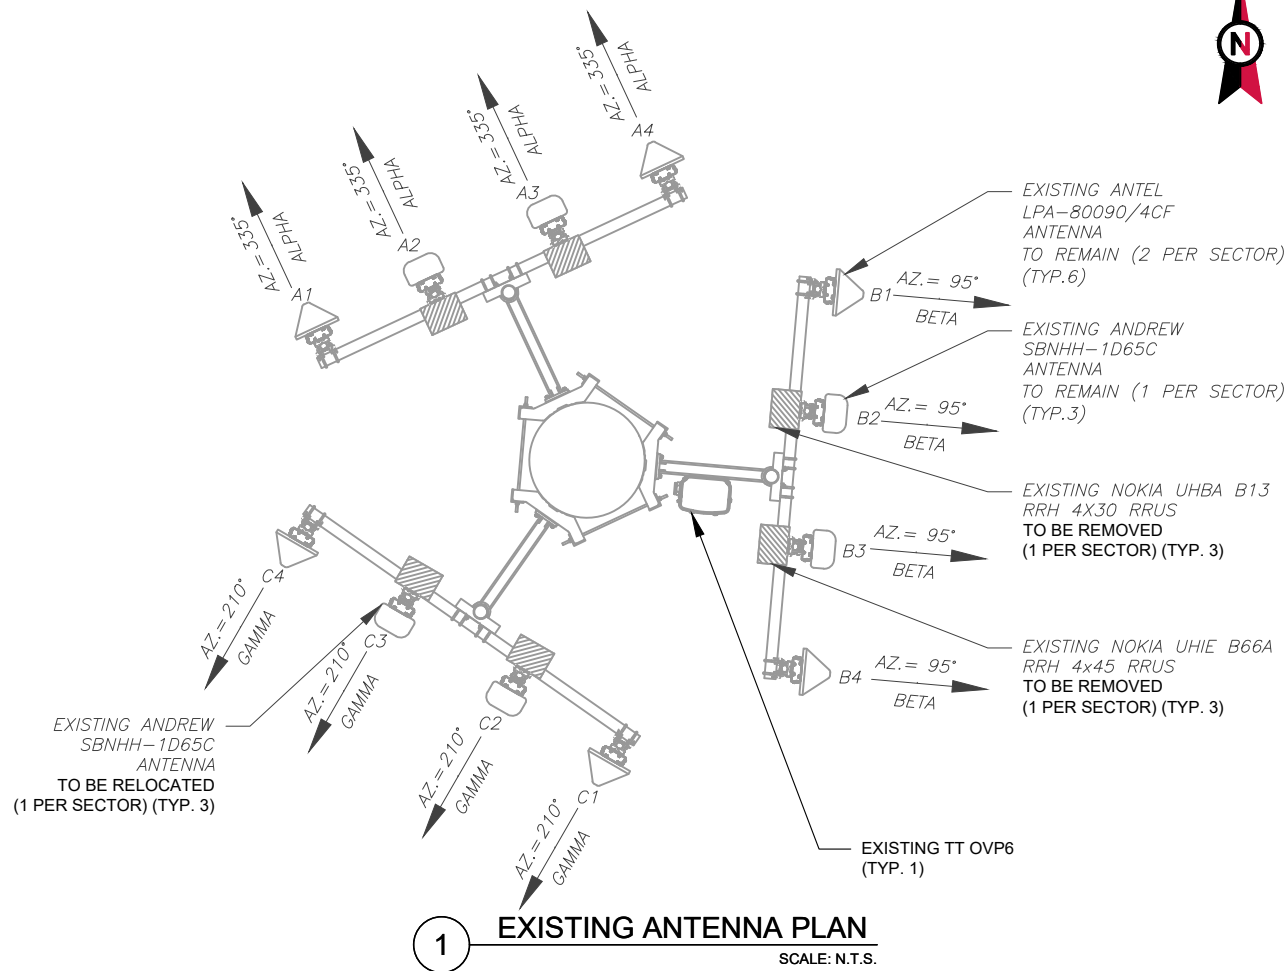 N
AZ.= 335°
ALPHA
A1
AZ.= 335°
ALPHA
A2
AZ.= 335°
ALPHA
A3
AZ.= 335°
ALPHA
A4
B1
AZ.= 95°
BETA
B2
AZ.= 95°
BETA
B3
AZ.= 95°
BETA
B4
AZ.= 95°
BETA
EXISTING ANTEL
LPA-80090/4CF
ANTENNA
TO REMAIN (2 PER SECTOR)
(TYP.6)
EXISTING ANDREW
SBNHH-1D65C
ANTENNA
TO REMAIN (1 PER SECTOR)
(TYP.3)
EXISTING NOKIA UHBA B13
RRH 4X30 RRUS
TO BE REMOVED
(1 PER SECTOR) (TYP. 3)
EXISTING NOKIA UHIE B66A
RRH 4x45 RRUS
TO BE REMOVED
(1 PER SECTOR) (TYP. 3)
C4
AZ.= 210°
GAMMA
C3
AZ.= 210°
GAMMA
C2
AZ.= 210°
GAMMA
C1
AZ.= 210°
GAMMA
EXISTING ANDREW
SBNHH-1D65C
ANTENNA
TO BE RELOCATED
(1 PER SECTOR) (TYP. 3)
EXISTING TT OVP6
(TYP. 1)
1
EXISTING ANTENNA PLAN
SCALE: N.T.S.